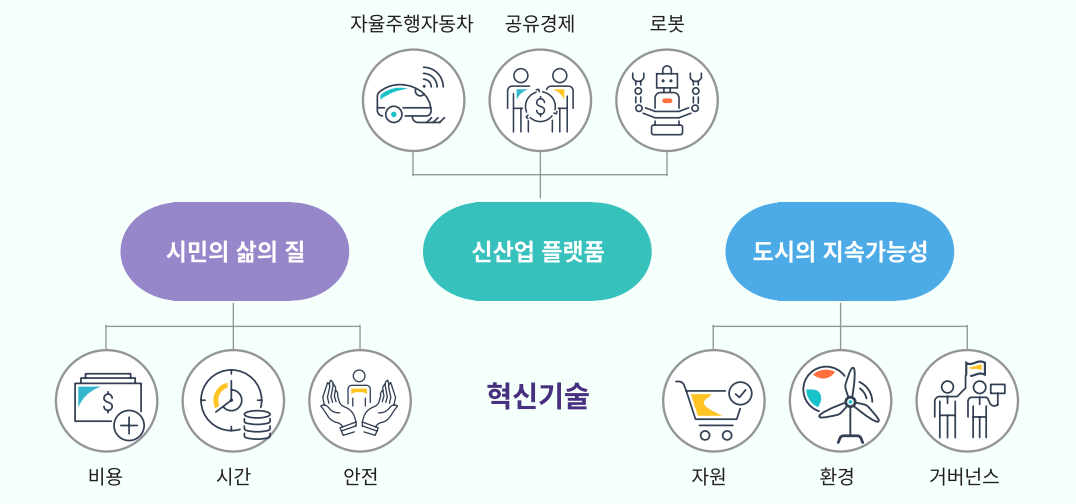 자율주행자동차
공유경제
로봇
시민의 삶의 질
신산업 플랫폼
도시의 지속가능성
혁신기술
비용
시간
안전
자원
환경
거버넌스